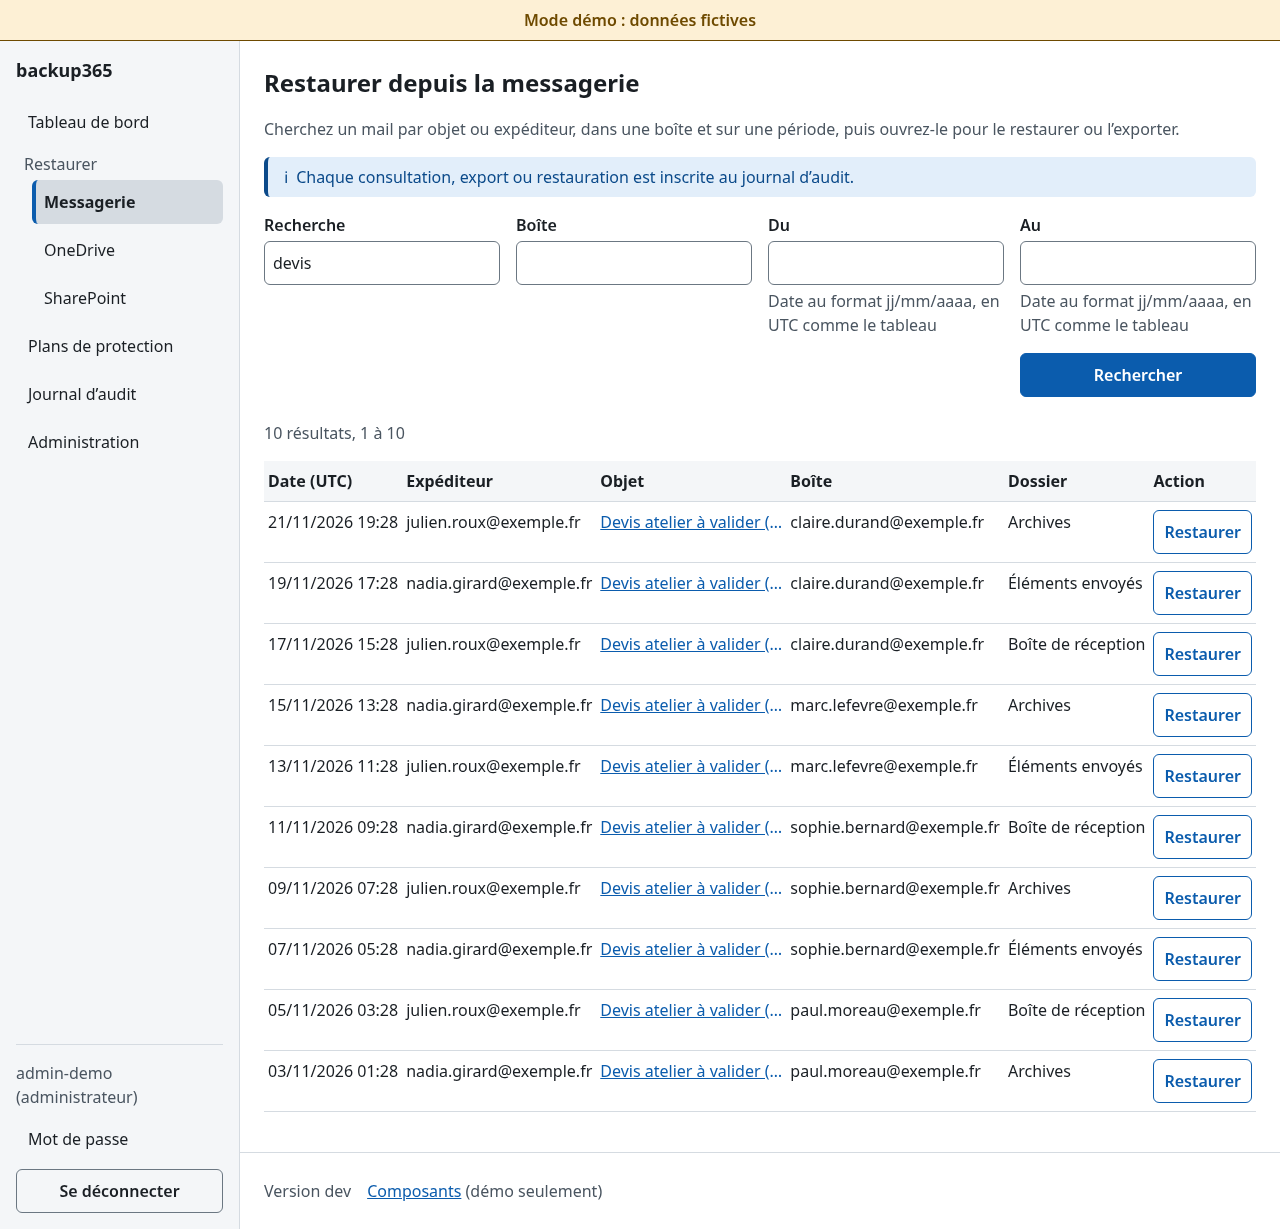 Mode démo : données fictives
backup365
Tableau de bord
Restaurer
Messagerie
OneDrive
SharePoint
Plans de protection
Journal d’audit
Administration
admin-demo
(administrateur)
Mot de passe
Se déconnecter
Restaurer depuis la messagerie
Cherchez un mail par objet ou expéditeur, dans une boîte et sur une période, puis ouvrez-le pour le restaurer ou l’exporter.
i Chaque consultation, export ou restauration est inscrite au journal d’audit.
Recherche Boîte Du Au
devis
Date au format jj/mm/aaaa, en UTC comme le tableau
Date au format jj/mm/aaaa, en UTC comme le tableau
Rechercher
10 résultats, 1 à 10
Date (UTC) Expéditeur Objet Boîte Dossier Action
21/11/2026 19:28 julien.roux@exemple.fr Devis atelier à valider (… claire.durand@exemple.fr Archives Restaurer
19/11/2026 17:28 nadia.girard@exemple.fr Devis atelier à valider (… claire.durand@exemple.fr Éléments envoyés Restaurer
17/11/2026 15:28 julien.roux@exemple.fr Devis atelier à valider (… claire.durand@exemple.fr Boîte de réception Restaurer
15/11/2026 13:28 nadia.girard@exemple.fr Devis atelier à valider (… marc.lefevre@exemple.fr Archives Restaurer
13/11/2026 11:28 julien.roux@exemple.fr Devis atelier à valider (… marc.lefevre@exemple.fr Éléments envoyés Restaurer
11/11/2026 09:28 nadia.girard@exemple.fr Devis atelier à valider (… sophie.bernard@exemple.fr Boîte de réception Restaurer
09/11/2026 07:28 julien.roux@exemple.fr Devis atelier à valider (… sophie.bernard@exemple.fr Archives Restaurer
07/11/2026 05:28 nadia.girard@exemple.fr Devis atelier à valider (… sophie.bernard@exemple.fr Éléments envoyés Restaurer
05/11/2026 03:28 julien.roux@exemple.fr Devis atelier à valider (… paul.moreau@exemple.fr Boîte de réception Restaurer
03/11/2026 01:28 nadia.girard@exemple.fr Devis atelier à valider (… paul.moreau@exemple.fr Archives Restaurer
Version dev Composants (démo seulement)